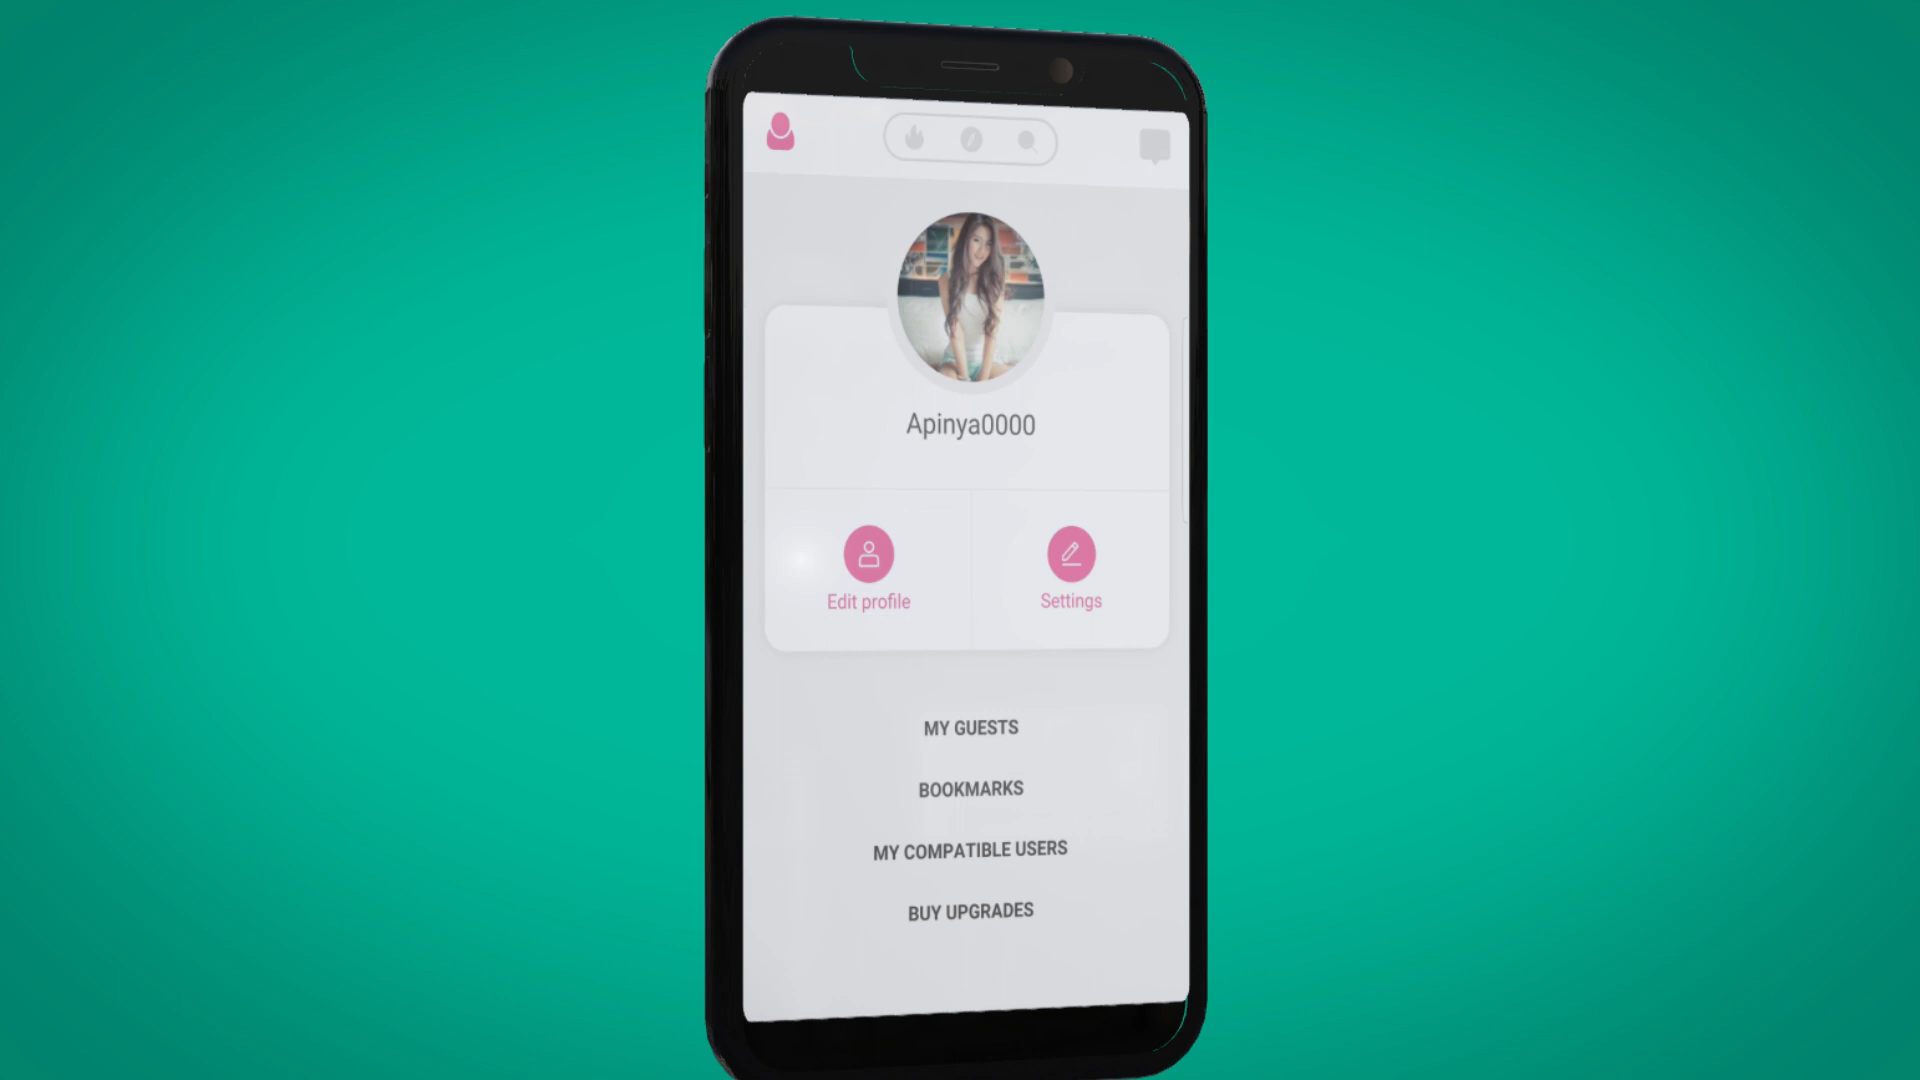 Apinya0000
Edit profile
Settings
MY GUESTS
BOOKMARKS
MY COMPATIBLE USERS
BUY UPGRADES